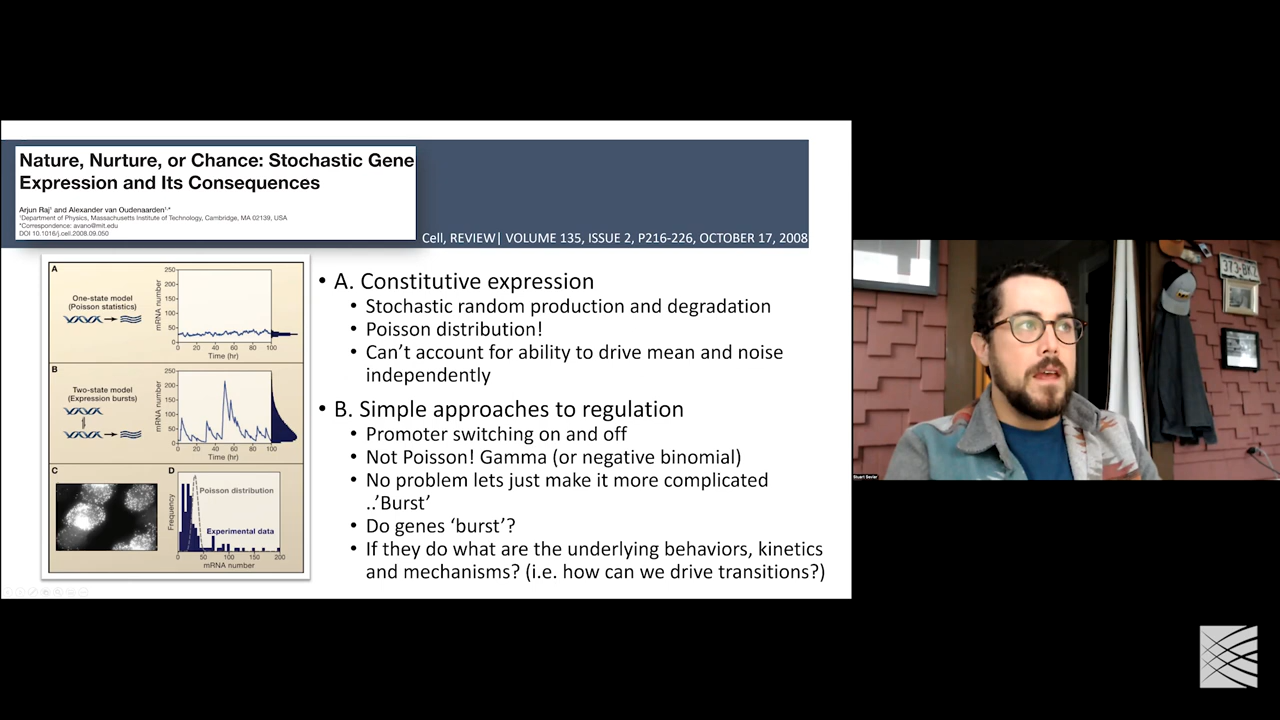 Nature, Nurture, or Chance: Stochastic Gene
Expression and Its Consequences
Arjun Raj¹ and Alexander van Oudenaarden¹,*
¹Department of Physics, Massachusetts Institute of Technology, Cambridge, MA 02139, USA
*Correspondence: avano@mit.edu
DOI 10.1016/j.cell.2008.09.050
Cell, REVIEW| VOLUME 135, ISSUE 2, P216-226, OCTOBER 17, 2008
A
One-state model
(Poisson statistics)
mRNA number
250
200
150
100
50
0
0 20 40 60 80 100
Time (hr)
B
Two-state model
(Expression bursts)
mRNA number
250
200
150
100
50
0
0 20 40 60 80 100
Time (hr)
C
D
Frequency
Poisson distribution
Experimental data
0 50 100 150 200
mRNA number
• A. Constitutive expression
• Stochastic random production and degradation
• Poisson distribution!
• Can’t account for ability to drive mean and noise
independently
• B. Simple approaches to regulation
• Promoter switching on and off
• Not Poison! Gamma (or negative binomial)
• No problem lets just make it more complicated
..’Burst’
• Do genes ‘burst’?
• If they do what are the underlying behaviors, kinetics
and mechanisms? (i.e. how can we drive transitions?)